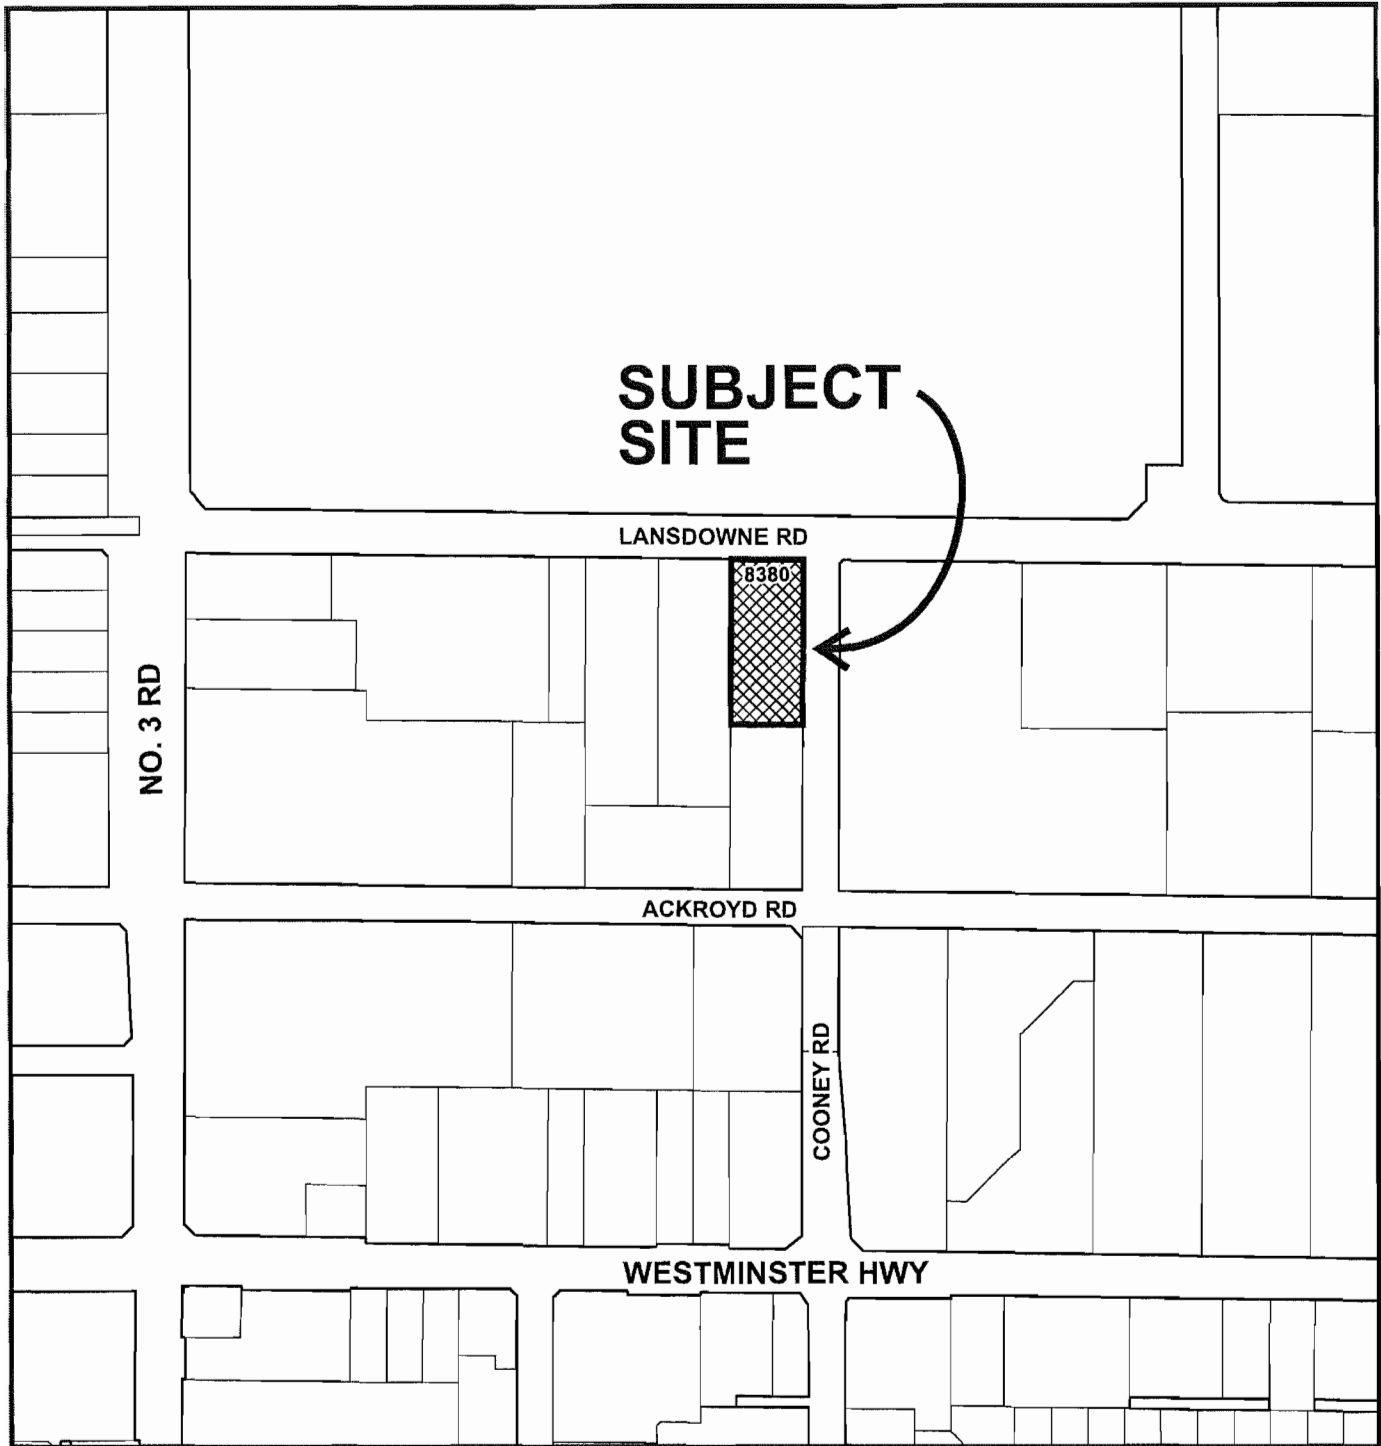 SUBJECT
SITE
LANSDOWNE RD
8380
NO. 3 RD
ACKROYD RD
COONEY RD
WESTMINSTER HWY